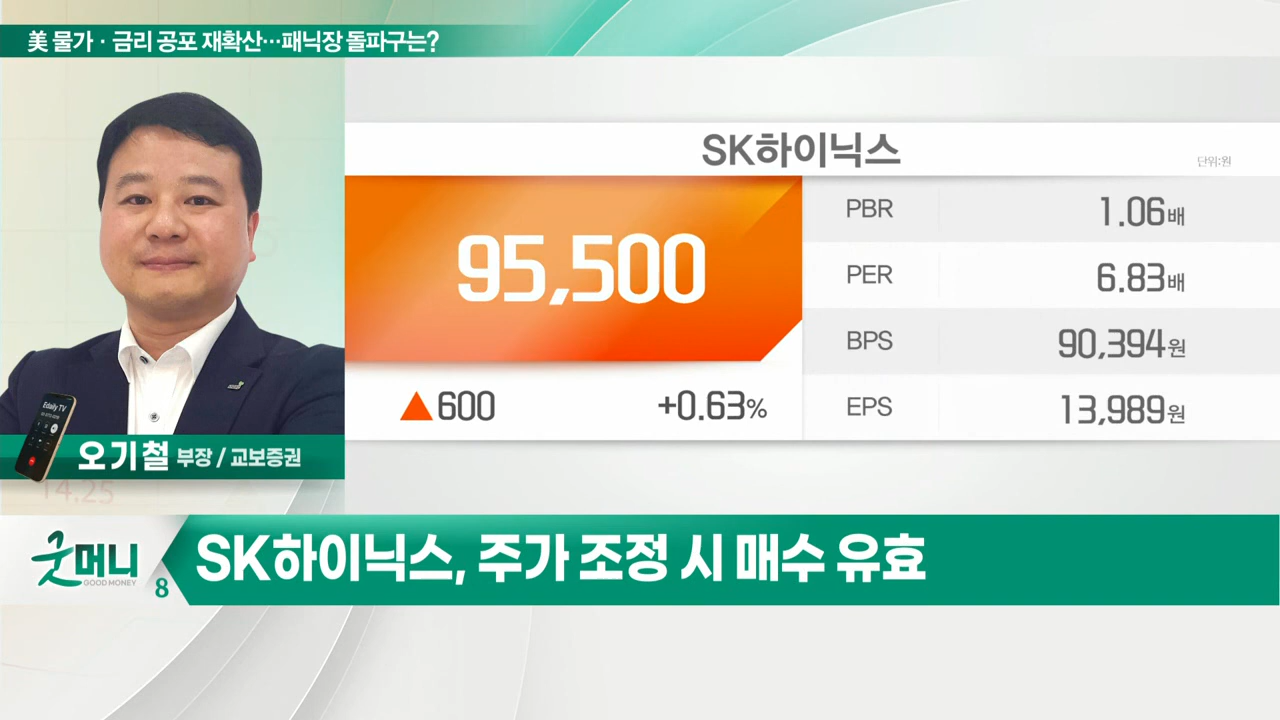 美 물가·금리 공포 재확산…패닉장 돌파구는?
SK하이닉스
단위:원
95,500
▲600 +0.63%
PBR 1.06배
PER 6.83배
BPS 90,394원
EPS 13,989원
Edaily TV
오기철 부장 / 교보증권
14.25
굿머니
GOOD MONEY
8
SK하이닉스, 주가 조정 시 매수 유효